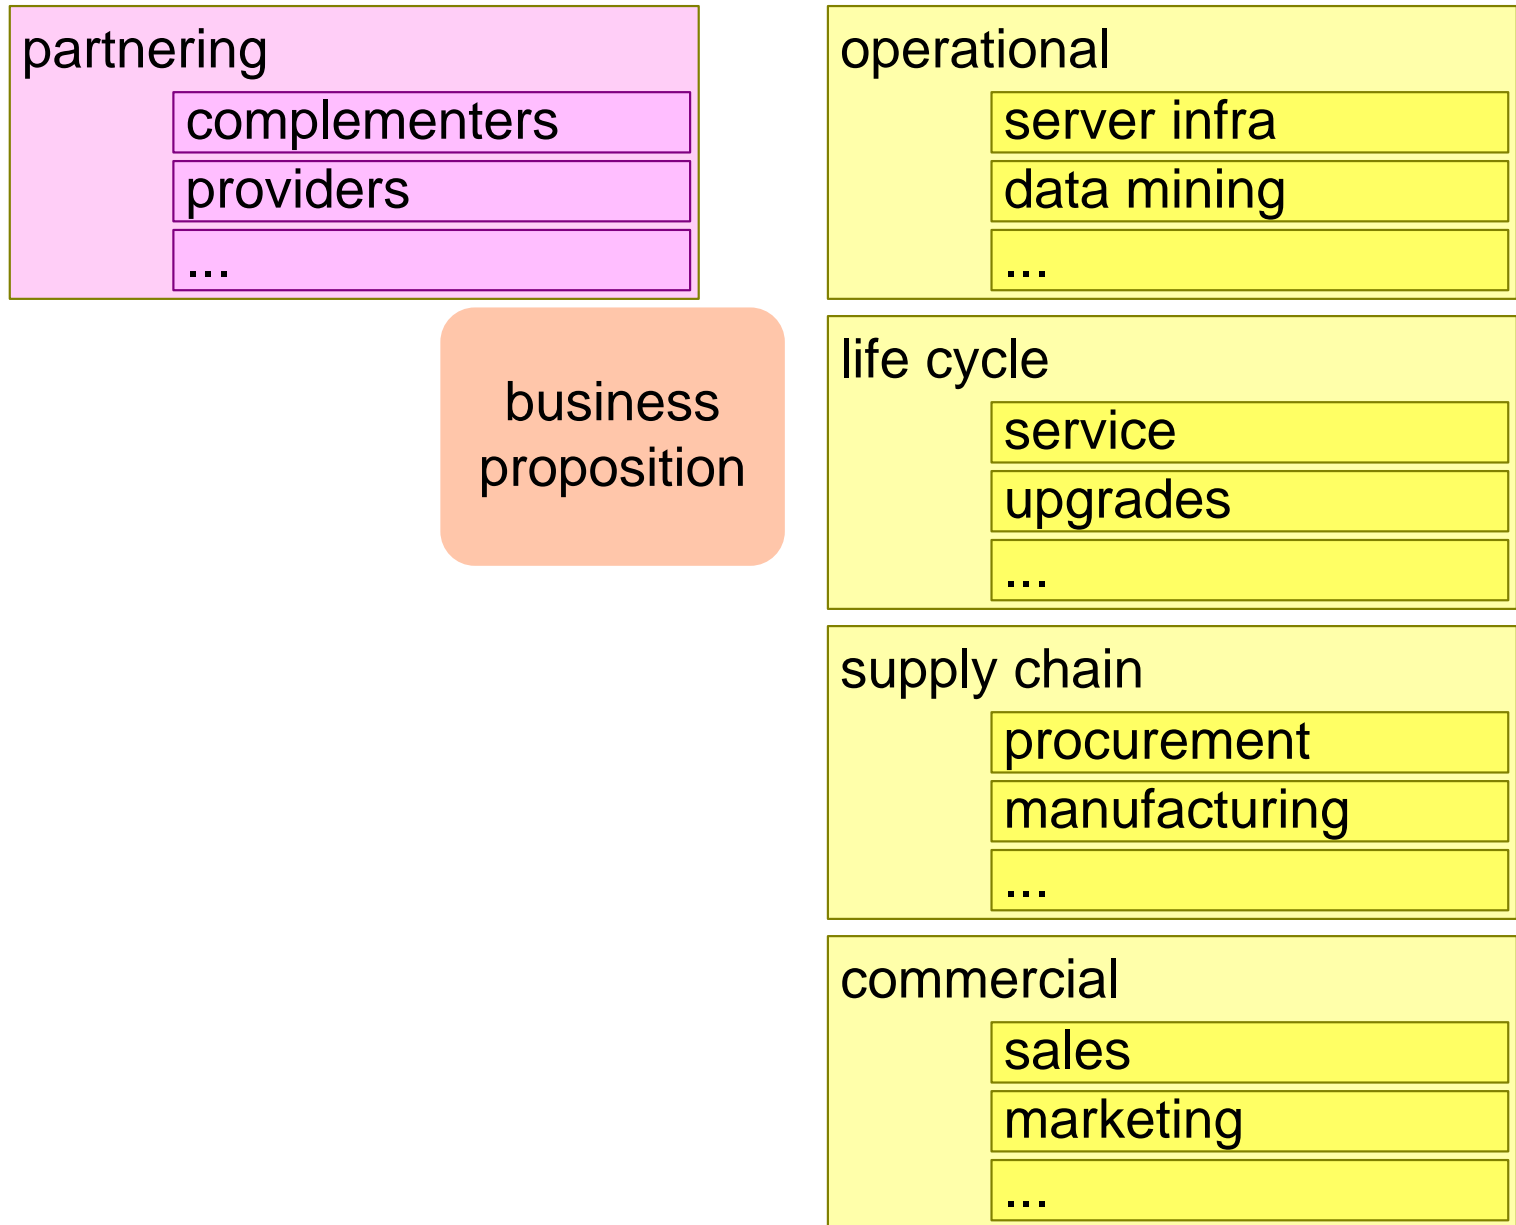 partnering
complementers
providers
...
business
proposition
operational
server infra
data mining
...
life cycle
service
upgrades
...
supply chain
procurement
manufacturing
...
commercial
sales
marketing
...